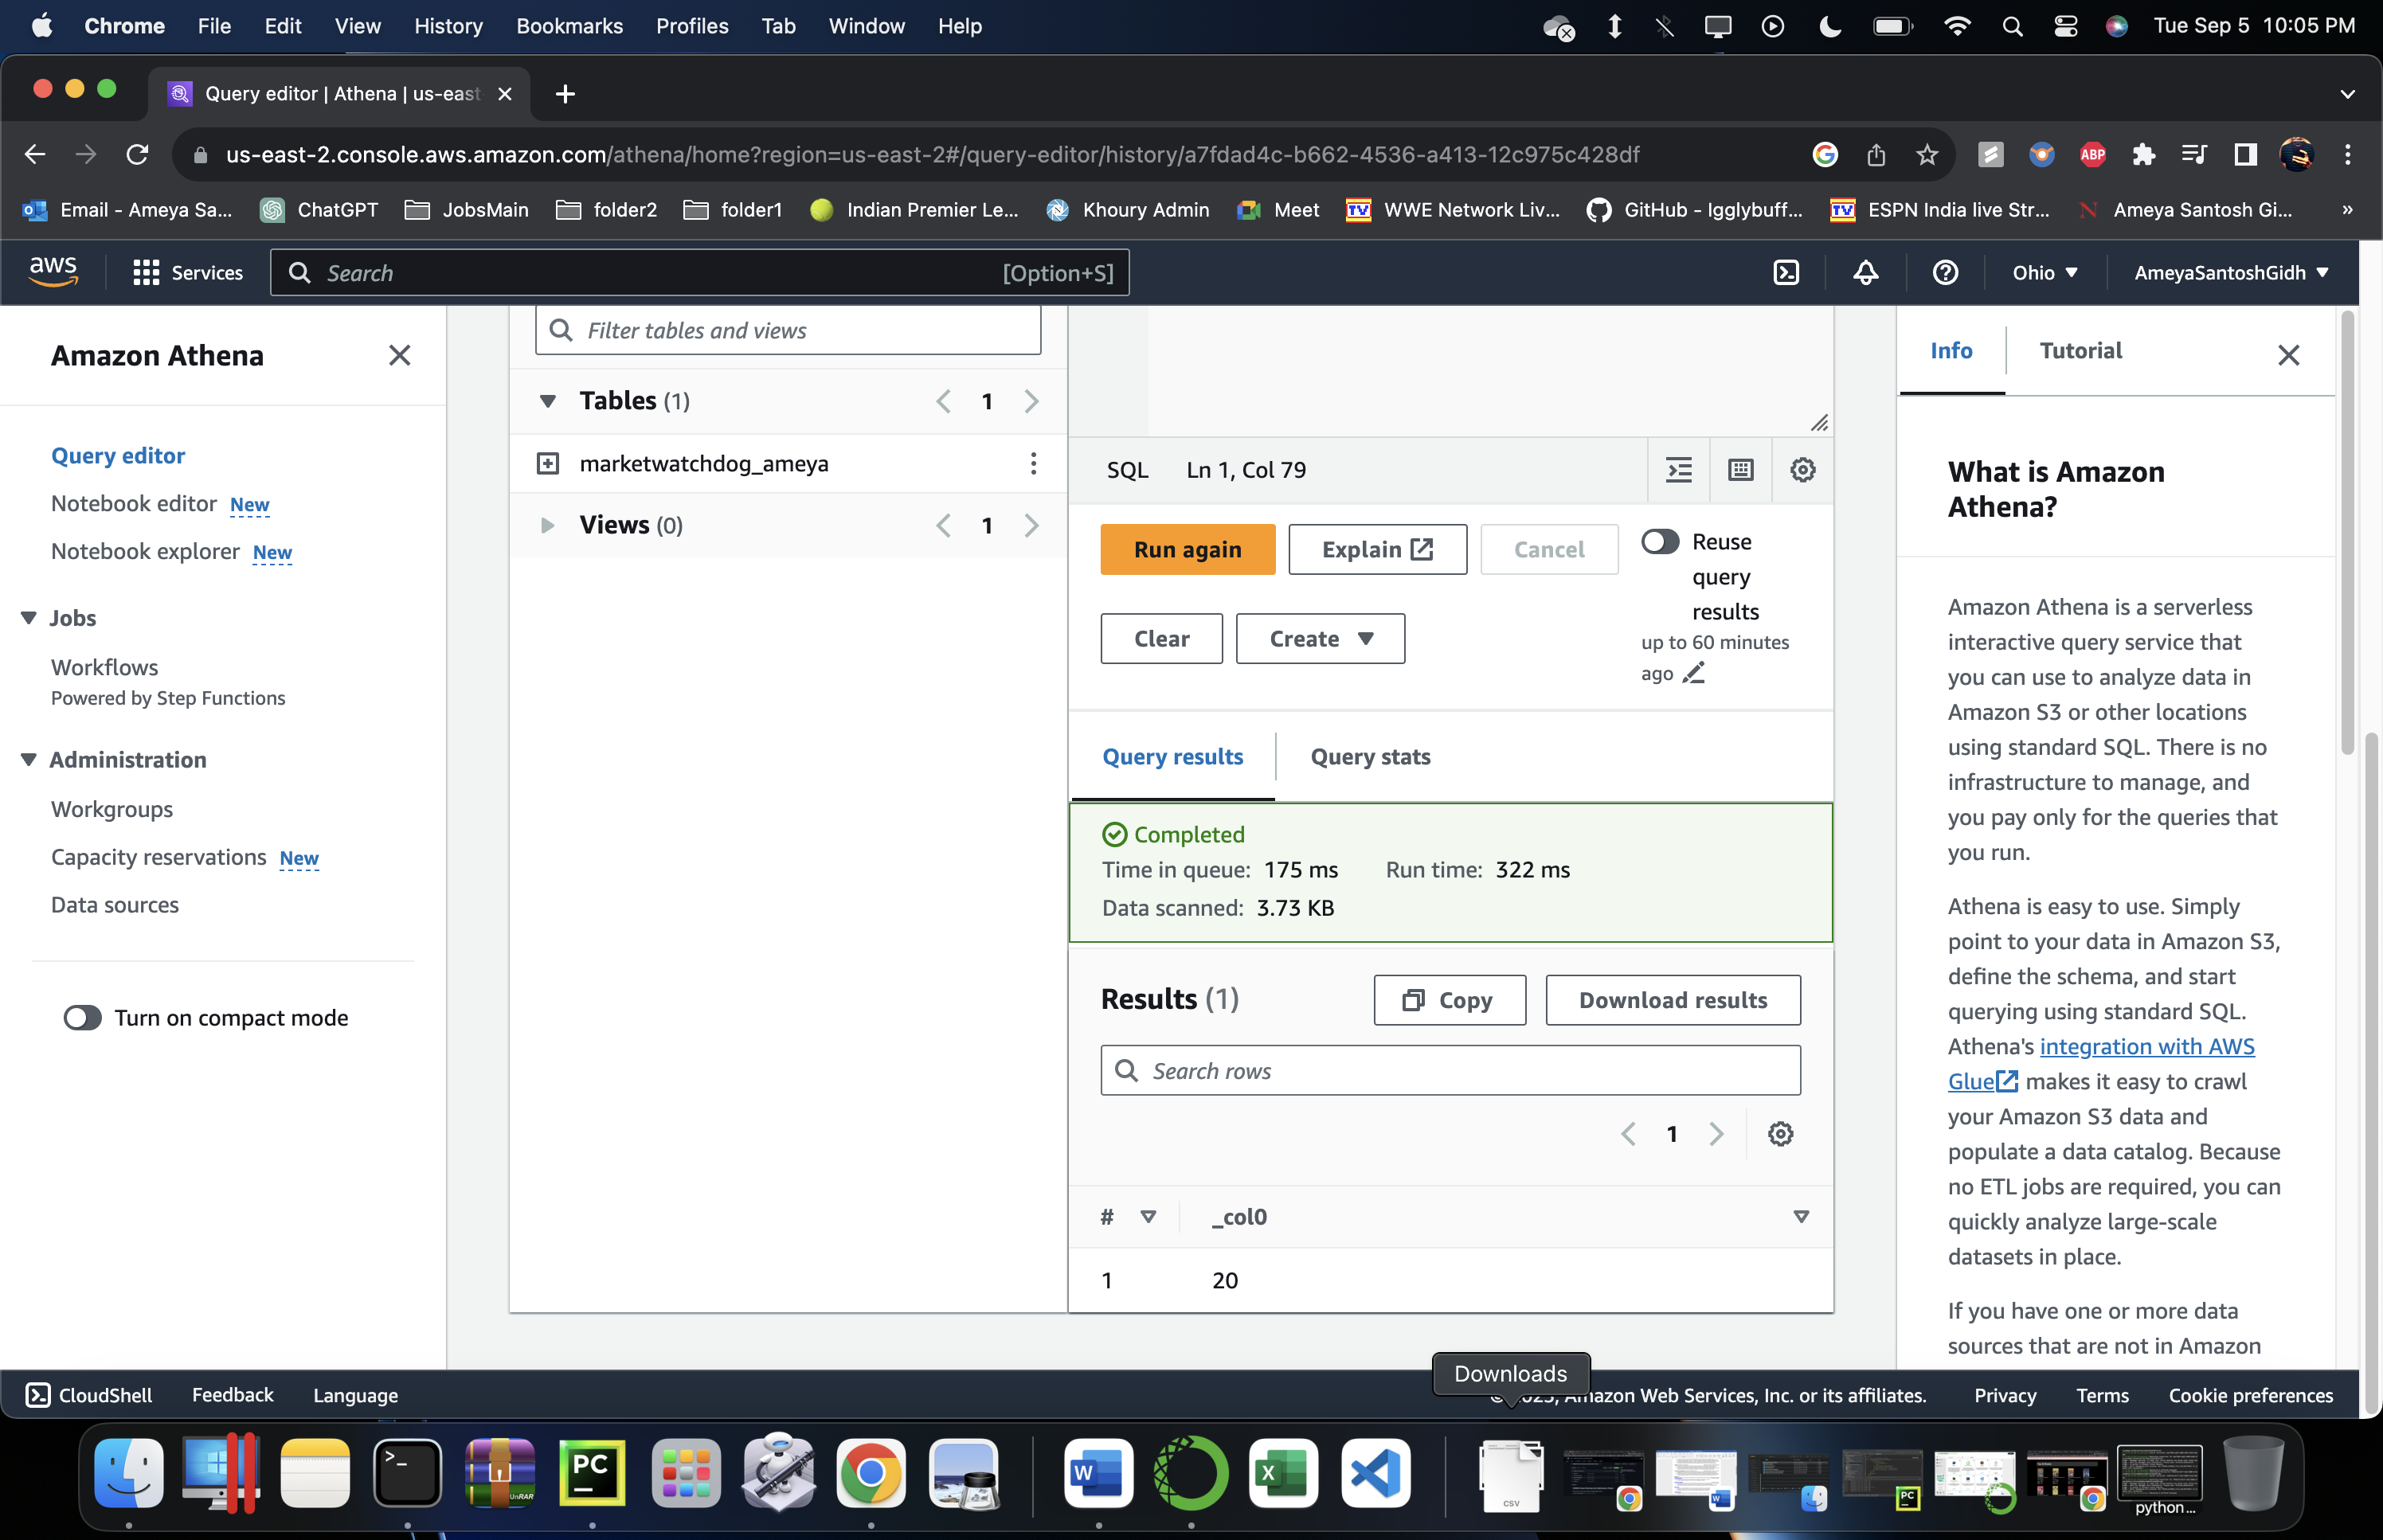 Chrome File Edit View History Bookmarks Profiles Tab Window Help Tue Sep 5 10:05 PM
Query editor | Athena | us-east
us-east-2.console.aws.amazon.com/athena/home?region=us-east-2#/query-editor/history/a7fdad4c-b662-4536-a413-12c975c428df
ABP
Email - Ameya Sa... ChatGPT JobsMain folder2 folder1 Indian Premier Le... Khoury Admin Meet WWE Network Liv... GitHub - Igglybuff... ESPN India live Str... Ameya Santosh Gi... »
aws Services Search [Option+S] Ohio AmeyaSantoshGidh
Amazon Athena
Query editor
Notebook editor New
Notebook explorer New
Jobs
Workflows
Powered by Step Functions
Administration
Workgroups
Capacity reservations New
Data sources
Turn on compact mode
Filter tables and views
Tables (1) 1
marketwatchdog_ameya
Views (0) 1
SQL Ln 1, Col 79
Run again Explain Cancel
Reuse
query
results
up to 60 minutes
ago
Clear Create
Query results Query stats
Completed
Time in queue: 175 ms Run time: 322 ms
Data scanned: 3.73 KB
Results (1) Copy Download results
Search rows
1
# _col0
1 20
Info Tutorial
What is Amazon
Athena?
Amazon Athena is a serverless
interactive query service that
you can use to analyze data in
Amazon S3 or other locations
using standard SQL. There is no
infrastructure to manage, and
you pay only for the queries that
you run.
Athena is easy to use. Simply
point to your data in Amazon S3,
define the schema, and start
querying using standard SQL.
Athena's integration with AWS
Glue makes it easy to crawl
your Amazon S3 data and
populate a data catalog. Because
no ETL jobs are required, you can
quickly analyze large-scale
datasets in place.
If you have one or more data
sources that are not in Amazon
Downloads
CloudShell Feedback Language Amazon Web Services, Inc. or its affiliates. Privacy Terms Cookie preferences
UnRAR
PC
W
X
CSV
W
PC
python...